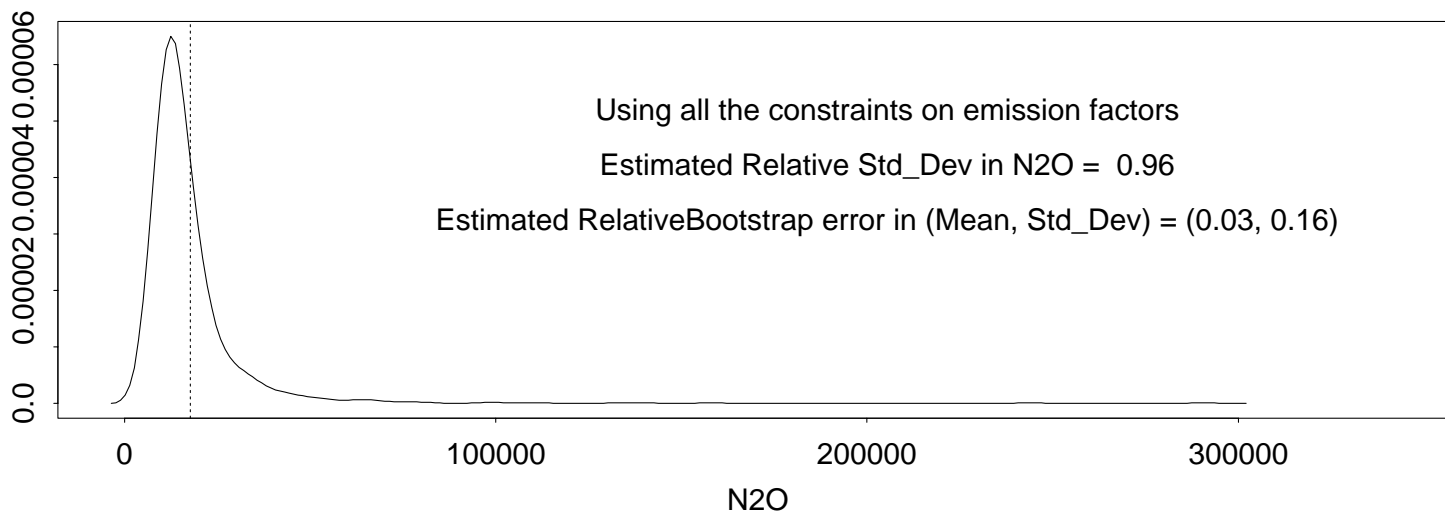 0.00006
0.00004
0.00002
0.0
Using all the constraints on emission factors
Estimated Relative Std_Dev in N2O = 0.96
Estimated RelativeBootstrap error in (Mean, Std_Dev) = (0.03, 0.16)
0 100000 200000 300000
N2O